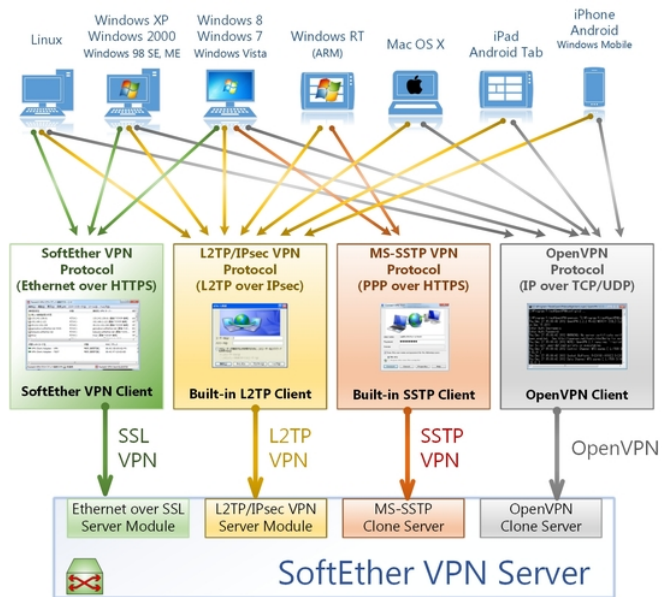 Linux
Windows XP
Windows 2000
Windows 98 SE, ME
Windows 8
Windows 7
Windows Vista
Windows RT
(ARM)
Mac OS X
iPad
Android Tab
iPhone
Android
Windows Mobile
SoftEther VPN
Protocol
(Ethernet over HTTPS)
SoftEther VPN Client
L2TP/IPsec VPN
Protocol
(L2TP over IPsec)
Built-in L2TP Client
MS-SSTP VPN
Protocol
(PPP over HTTPS)
Built-in SSTP Client
OpenVPN
Protocol
(IP over TCP/UDP)
OpenVPN Client
SSL
VPN
L2TP
VPN
SSTP
VPN
OpenVPN
Ethernet over SSL
Server Module
L2TP/IPsec VPN
Server Module
MS-SSTP
Clone Server
OpenVPN
Clone Server
SoftEther VPN Server